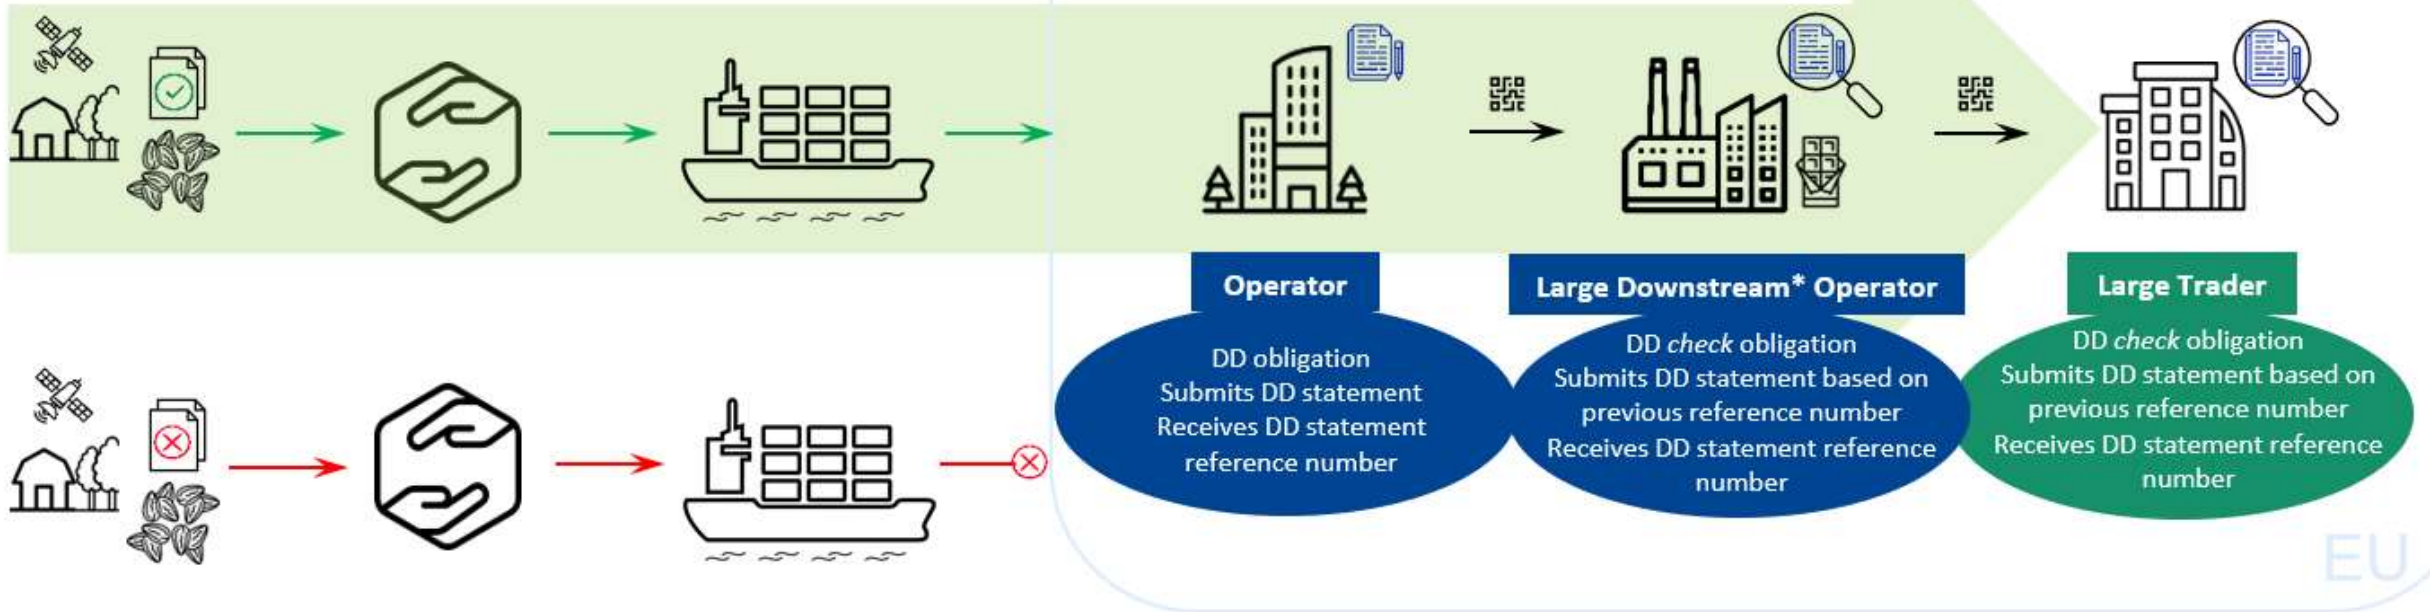 Operator
DD obligation
Submits DD statement
Receives DD statement
reference number
Large Downstream* Operator
DD check obligation
Submits DD statement based on
previous reference number
Receives DD statement reference
number
Large Trader
DD check obligation
Submits DD statement based on
previous reference number
Receives DD statement reference
number
EU